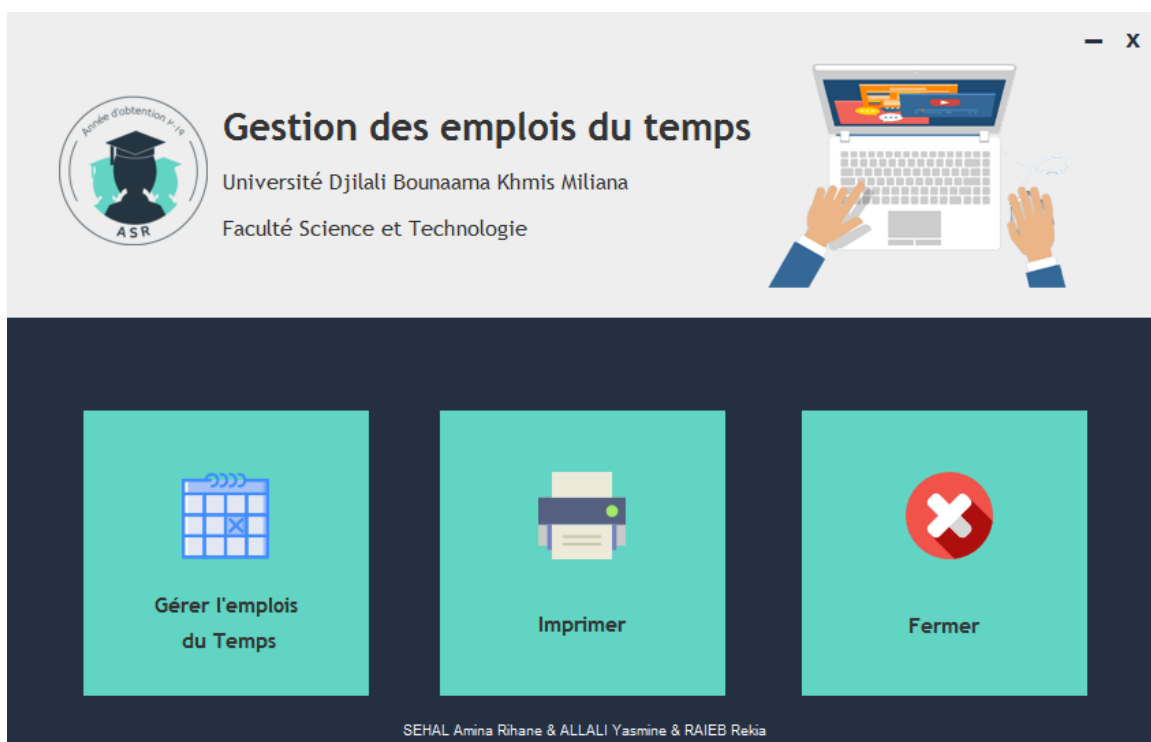 — X
Année d'obtention ٢٠١٩
Gestion des emplois du temps
Université Djilali Bounaama Khmis Miliana
Faculté Science et Technologie
ASR
Gérer l'emplois
du Temps
Imprimer
Fermer
SEHAL Amina Rihane & ALLALI Yasmine & RAIEB Rekia